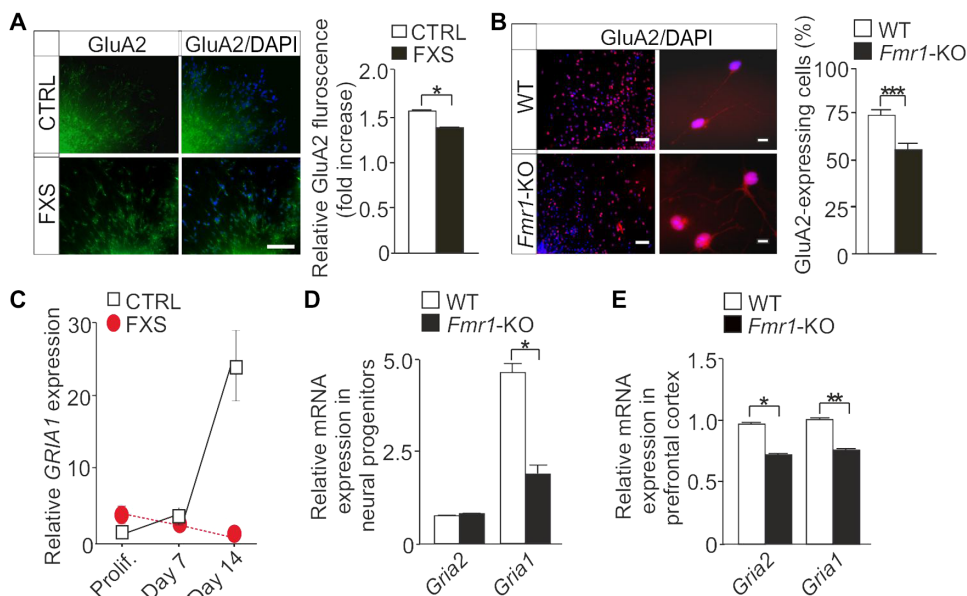 A
GluA2
GluA2/DAPI
CTRL
FXS
Relative GluA2 fluroscence
(fold increase)
CTRL
FXS
2.0
1.5
1.0
0.5
0
*
B
GluA2/DAPI
WT
Fmr1-KO
GluA2-expressing cells (%)
WT
Fmr1-KO
100
75
50
25
0
***
C
CTRL
FXS
Relative GRIA1 expression
30
20
10
0
Prolif.
Day 7
Day 14
D
WT
Fmr1-KO
Relative mRNA
expression in
neural progenitors
5.0
2.5
0
*
Gria2
Gria1
E
WT
Fmr1-KO
Relative mRNA
expression in
prefrontal cortex
1.5
1.0
0.5
0
*
**
Gria2
Gria1